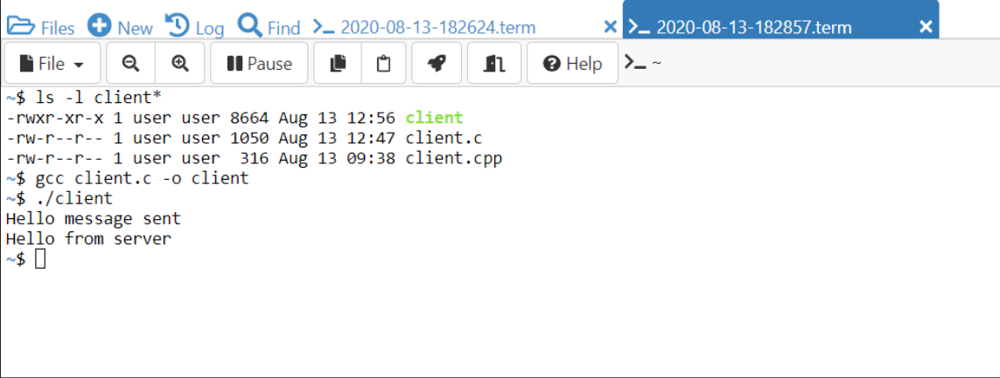 Files New Log Find 2020-08-13-182624.term 2020-08-13-182857.term
File Pause Help >_ ~
~$ ls -l client*
-rwxr-xr-x 1 user user 8664 Aug 13 12:56 client
-rw-r--r-- 1 user user 1050 Aug 13 12:47 client.c
-rw-r--r-- 1 user user  316 Aug 13 09:38 client.cpp
~$ gcc client.c -o client
~$ ./client
Hello message sent
Hello from server
~$